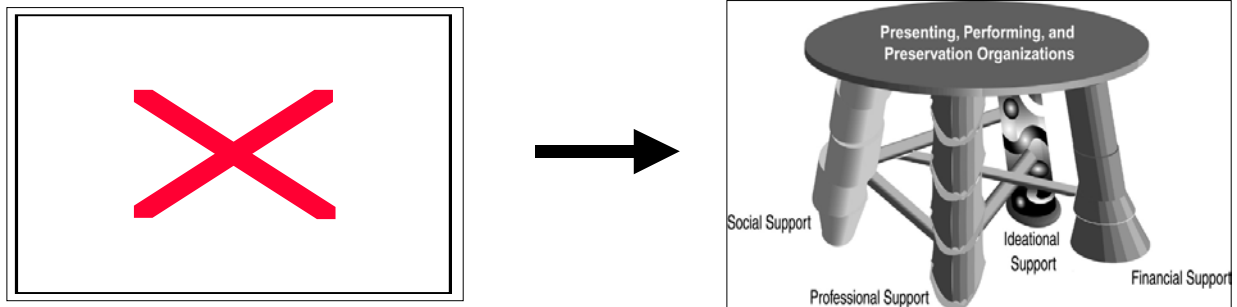 Presenting, Performing, and
Preservation Organizations
Social Support
Ideational
Support
Financial Support
Professional Support